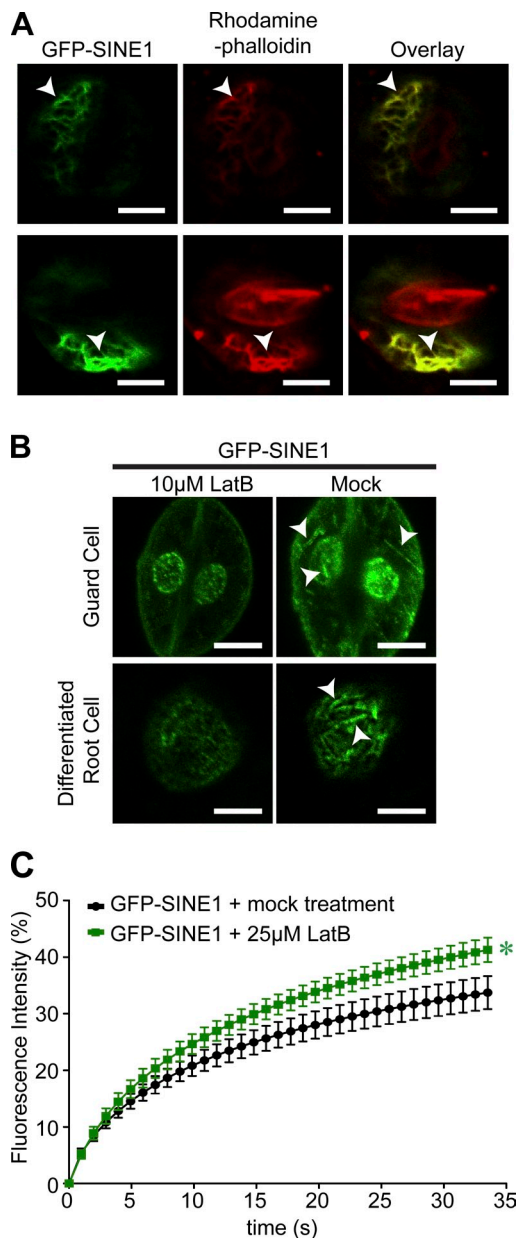 A
GFP-SINE1
Rhodamine
-phalloidin
Overlay
B
GFP-SINE1
10µM LatB
Mock
Guard Cell
Differentiated
Root Cell
C
GFP-SINE1 + mock treatment
GFP-SINE1 + 25µM LatB
*
Fluorescence Intensity (%)
50
40
30
20
10
0
0 5 10 15 20 25 30 35
time (s)